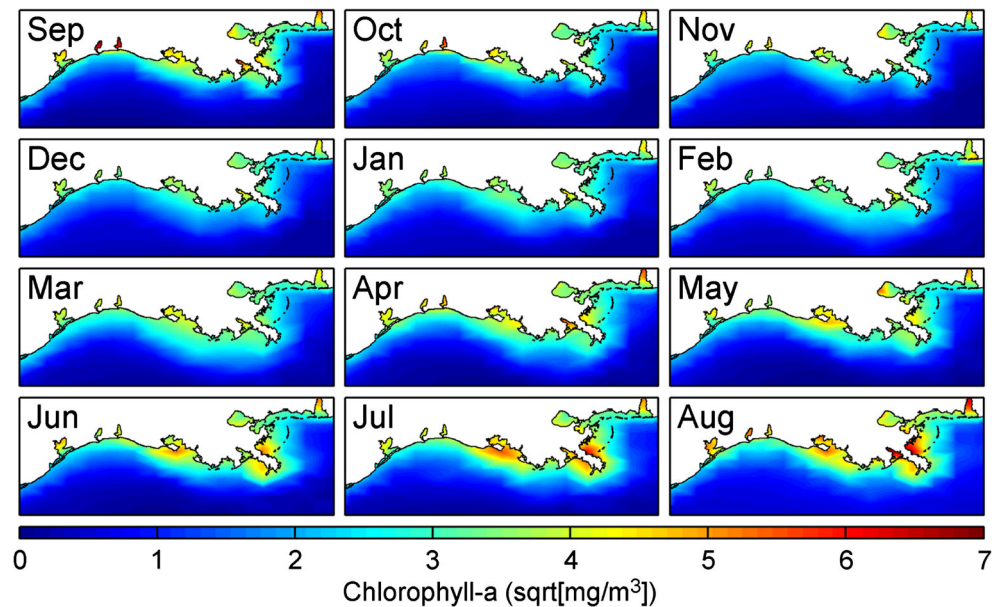 Sep Oct Nov
Dec Jan Feb
Mar Apr May
Jun Jul Aug
0 1 2 3 4 5 6 7
Chlorophyll-a (sqrt[mg/m³])